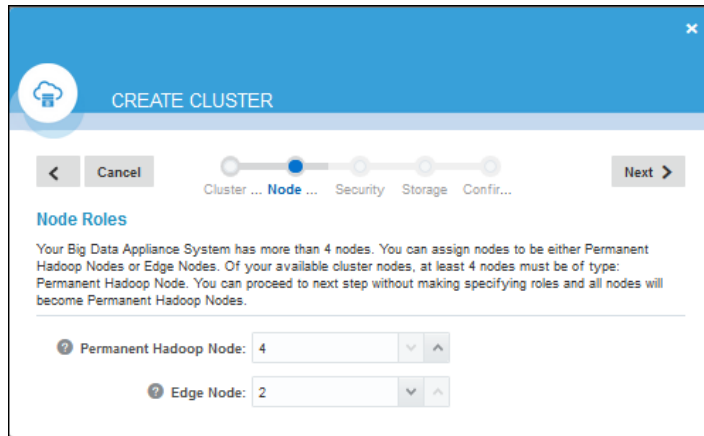 CREATE CLUSTER
Cancel
Next
Cluster ... Node ... Security Storage Confir...
Node Roles
Your Big Data Appliance System has more than 4 nodes. You can assign nodes to be either Permanent
Hadoop Nodes or Edge Nodes. Of your available cluster nodes, at least 4 nodes must be of type:
Permanent Hadoop Node. You can proceed to next step without making specifying roles and all nodes will
become Permanent Hadoop Nodes.
? Permanent Hadoop Node: 4
? Edge Node: 2